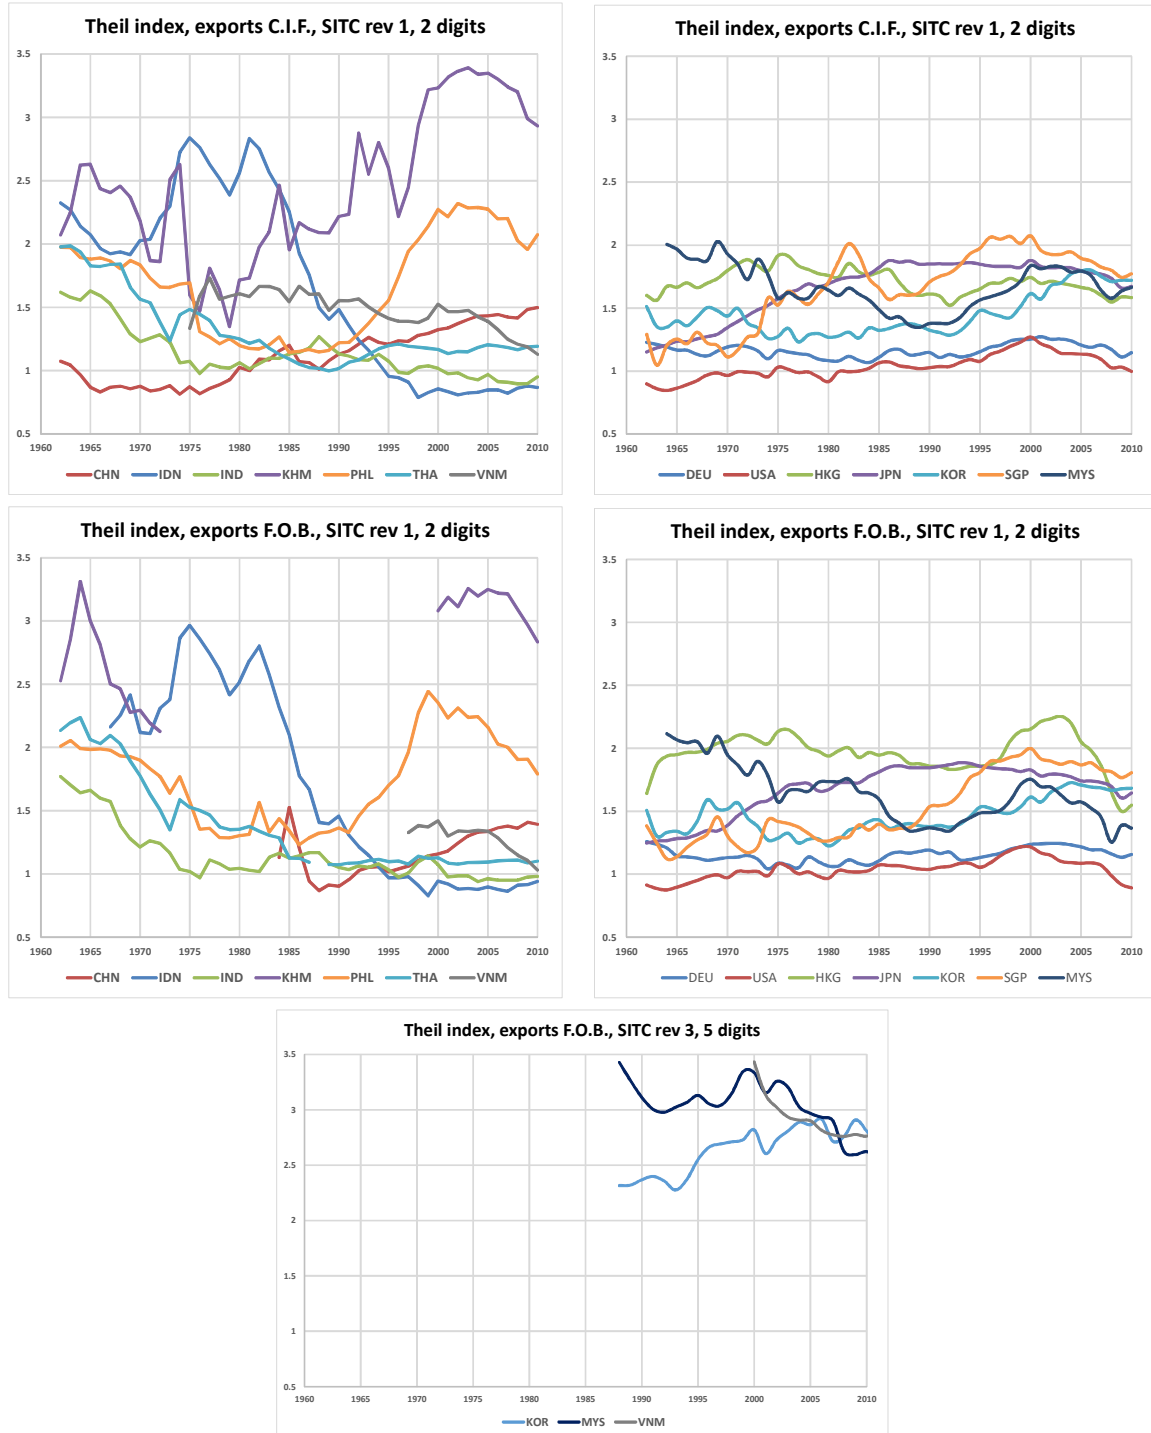 Theil index, exports C.I.F., SITC rev 1, 2 digits
3.5
3
2.5
2
1.5
1
0.5
1960 1965 1970 1975 1980 1985 1990 1995 2000 2005 2010
CHN IDN IND KHM PHL THA VNM
Theil index, exports C.I.F., SITC rev 1, 2 digits
3.5
3
2.5
2
1.5
1
0.5
1960 1965 1970 1975 1980 1985 1990 1995 2000 2005 2010
DEU USA HKG JPN KOR SGP MYS
Theil index, exports F.O.B., SITC rev 1, 2 digits
3.5
3
2.5
2
1.5
1
0.5
1960 1965 1970 1975 1980 1985 1990 1995 2000 2005 2010
CHN IDN IND KHM PHL THA VNM
Theil index, exports F.O.B., SITC rev 1, 2 digits
3.5
3
2.5
2
1.5
1
0.5
1960 1965 1970 1975 1980 1985 1990 1995 2000 2005 2010
DEU USA HKG JPN KOR SGP MYS
Theil index, exports F.O.B., SITC rev 3, 5 digits
3.5
3
2.5
2
1.5
1
0.5
1960 1965 1970 1975 1980 1985 1990 1995 2000 2005 2010
KOR MYS VNM